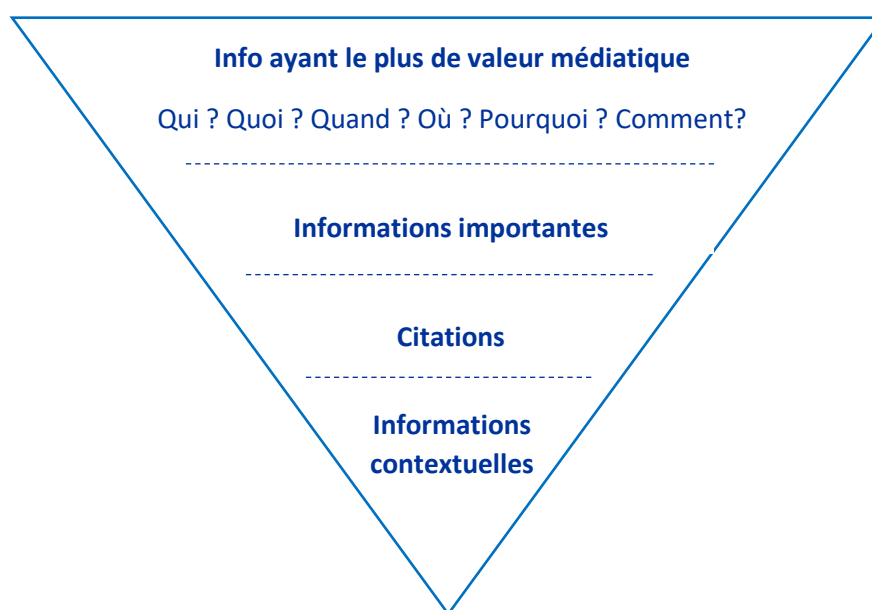 Info ayant le plus de valeur médiatique
Qui ? Quoi ? Quand ? Où ? Pourquoi ? Comment?
Informations importantes
Citations
Informations
contextuelles